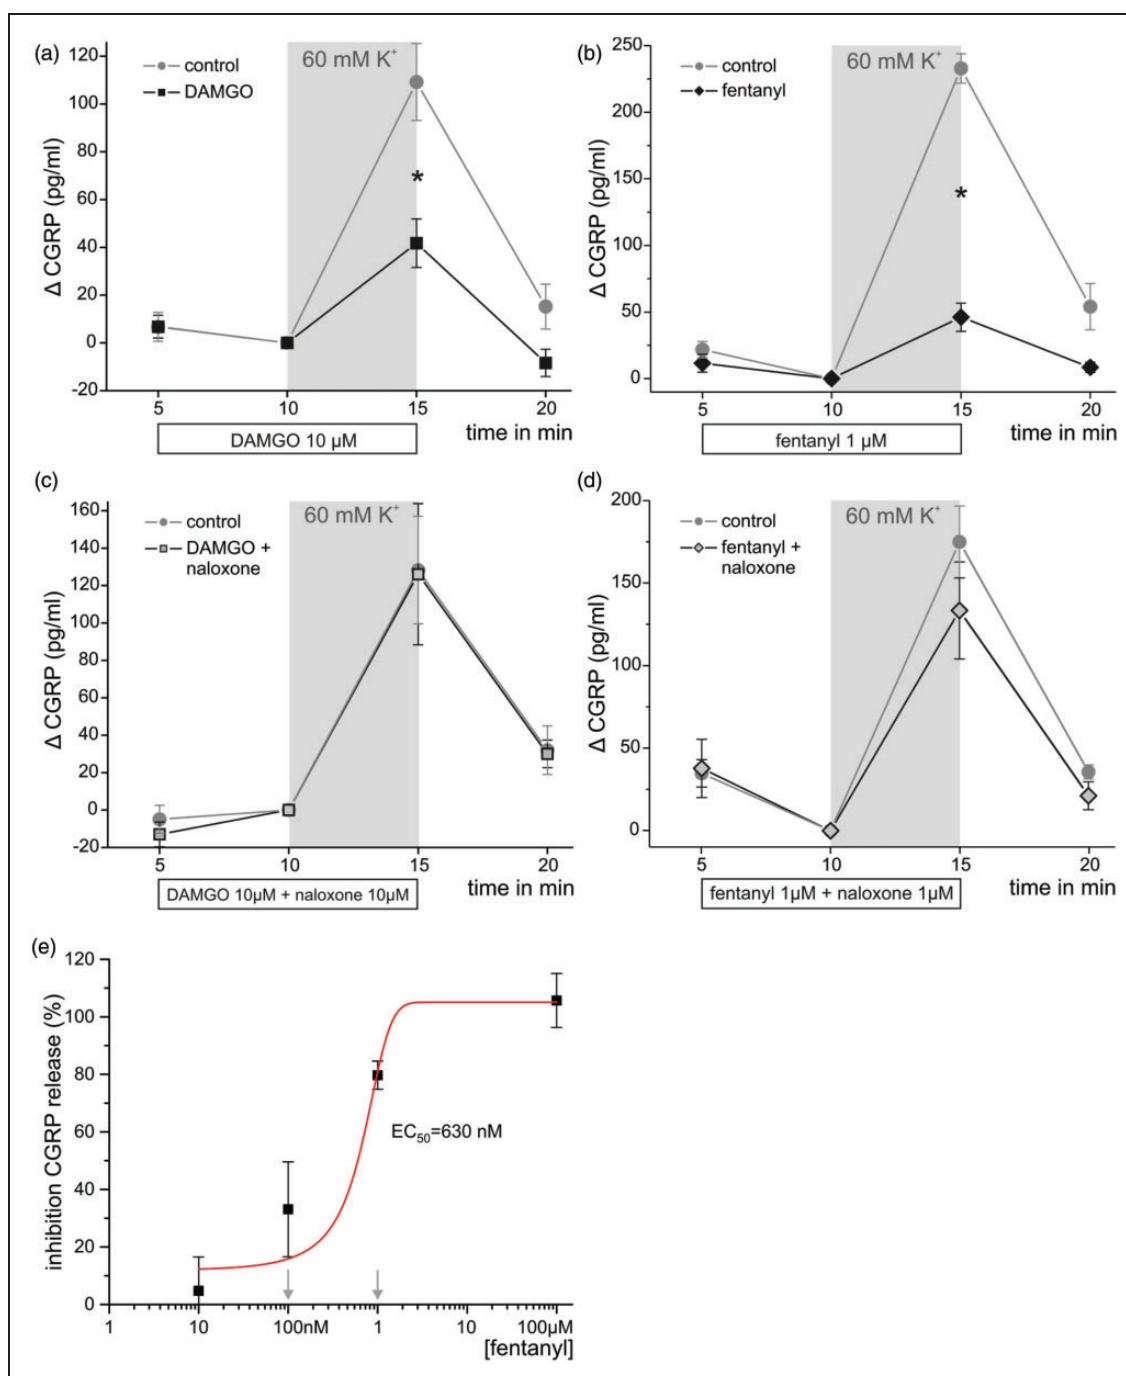 (a)
control
DAMGO
60 mM K⁺
*
120
100
80
60
40
20
0
-20
Δ CGRP (pg/ml)
5 10 15 20
time in min
DAMGO 10 µM
(b)
control
fentanyl
60 mM K⁺
*
250
200
150
100
50
0
Δ CGRP (pg/ml)
5 10 15 20
time in min
fentanyl 1 µM
(c)
control
DAMGO +
naloxone
60 mM K⁺
160
140
120
100
80
60
40
20
0
-20
Δ CGRP (pg/ml)
5 10 15 20
time in min
DAMGO 10µM + naloxone 10µM
(d)
control
fentanyl +
naloxone
60 mM K⁺
200
150
100
50
0
Δ CGRP (pg/ml)
5 10 15 20
time in min
fentanyl 1µM + naloxone 1µM
(e)
120
100
80
60
40
20
0
inhibition CGRP release (%)
EC₅₀=630 nM
1 10 100nM 1 10 100µM
[fentanyl]